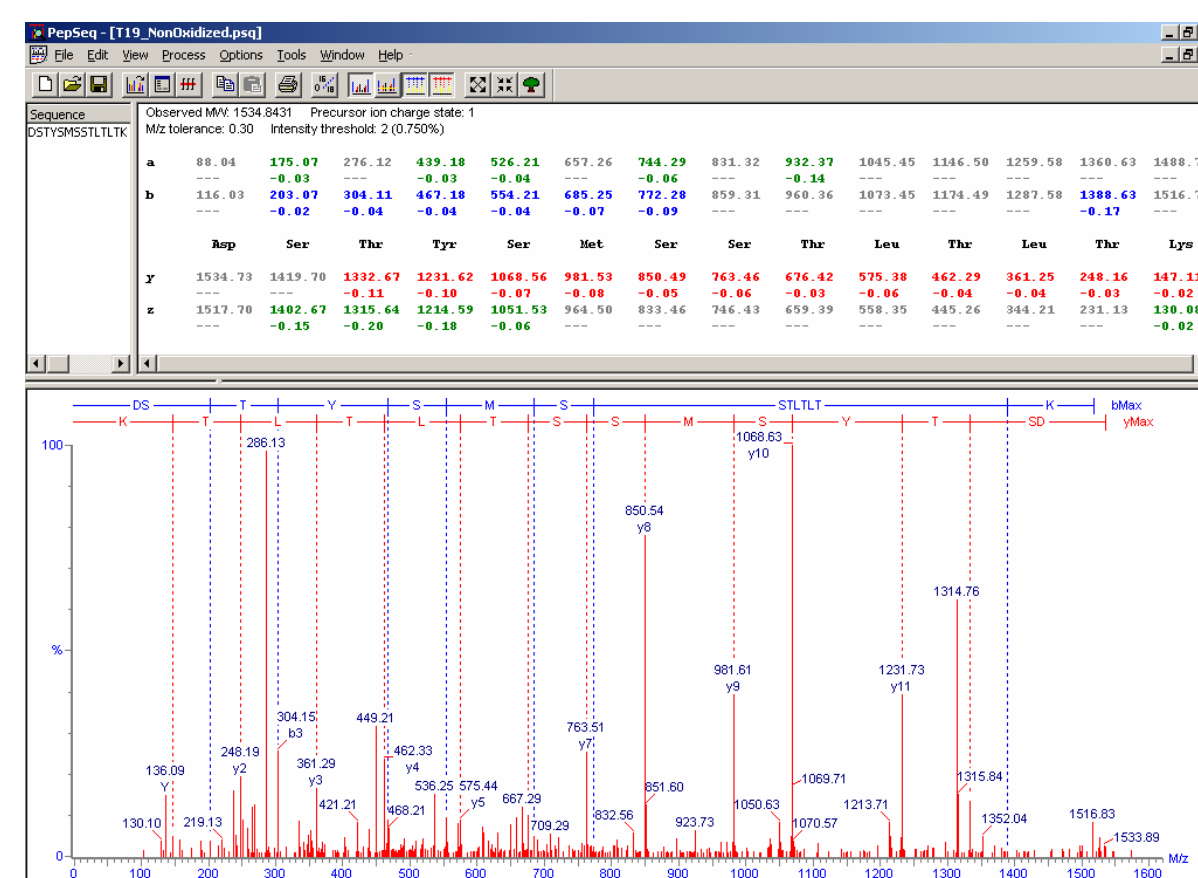 PepSeq - [T19_NonOxidized.psq]
File Edit View Process Options Tools Window Help
Sequence
DSTYSMSSTLTLTK
Observed MW: 1534.8431 Precursor ion charge state: 1
M/z tolerance: 0.30 Intensity threshold: 2 (0.750%)
a 88.04 175.07 276.12 439.18 526.21 657.26 744.29 831.32 932.37 1045.45 1146.50 1259.58 1360.63 1488.7
--- -0.03 --- -0.03 -0.04 --- -0.06 --- -0.14 --- --- --- --- ---
b 116.03 203.07 304.11 467.18 554.21 685.25 772.28 859.31 960.36 1073.45 1174.49 1287.58 1388.63 1516.7
--- -0.02 -0.04 -0.04 -0.04 -0.07 -0.09 --- --- --- --- --- -0.17 ---
Asp Ser Thr Tyr Ser Met Ser Ser Thr Leu Thr Leu Thr Lys
y 1534.73 1419.70 1332.67 1231.62 1068.56 981.53 850.49 763.46 676.42 575.38 462.29 361.25 248.16 147.11
--- --- -0.11 -0.10 -0.07 -0.08 -0.05 -0.06 -0.03 -0.06 -0.04 -0.04 -0.03 -0.02
z 1517.70 1402.67 1315.64 1214.59 1051.53 964.50 833.46 746.43 659.39 558.35 445.26 344.21 231.13 130.08
--- -0.15 -0.20 -0.18 -0.06 --- --- --- --- --- --- --- --- -0.02
DS T Y S M S STLTLT K bMax
K T L T L T S S M S Y T SD yMax
100
286.13
1068.63
y10
850.54
y8
1314.76
%
981.61
y9
1231.73
y11
304.15
b3
449.21
763.51
y7
248.19
y2
462.33
y4
361.29
y3
136.09
Y
536.25
575.44
y5
851.60
1069.71
1315.84
421.21
667.29
1050.63
1213.71
130.10
219.13
468.21
709.29
832.56
923.73
1070.57
1352.04
1516.83
1533.89
0
M/z
0 100 200 300 400 500 600 700 800 900 1000 1100 1200 1300 1400 1500 1600